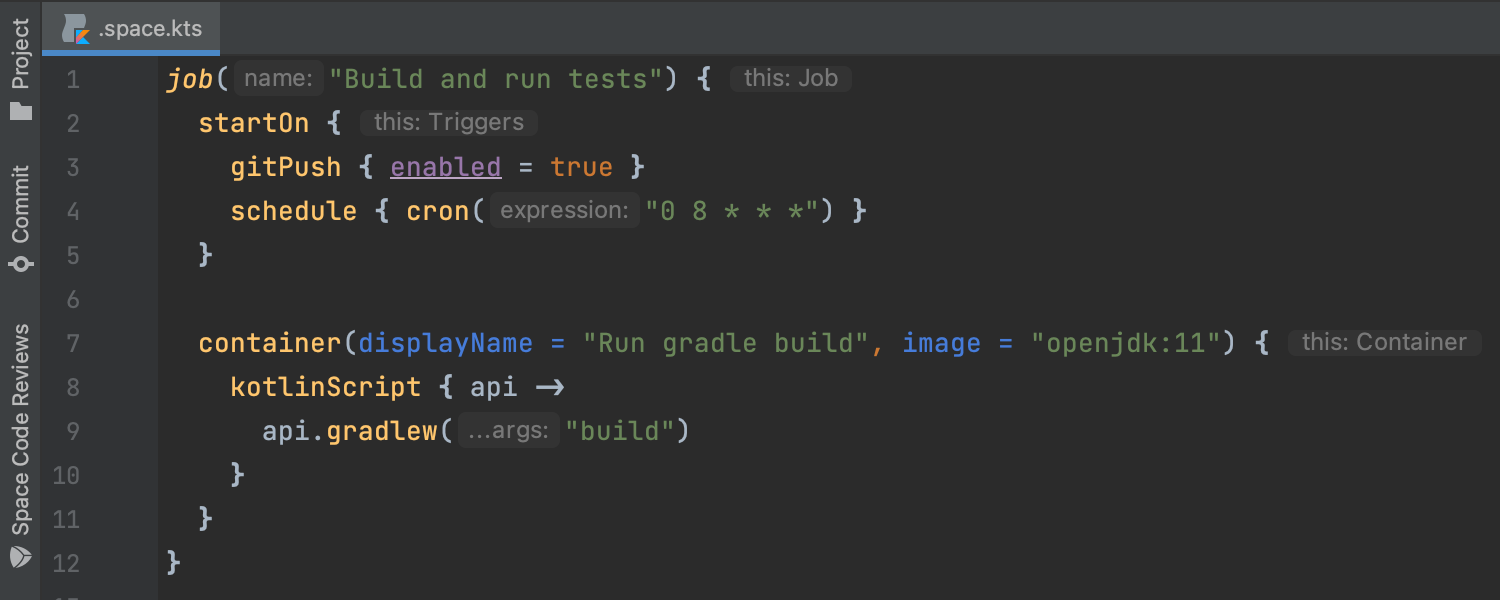 Project
Commit
Space Code Reviews
.space.kts
1 job( name: "Build and run tests") { this: Job
2 startOn { this: Triggers
3 gitPush { enabled = true }
4 schedule { cron( expression: "0 8 * * *") }
5 }
6
7 container(displayName = "Run gradle build", image = "openjdk:11") { this: Container
8 kotlinScript { api ->
9 api.gradlew( ...args: "build")
10 }
11 }
12 }